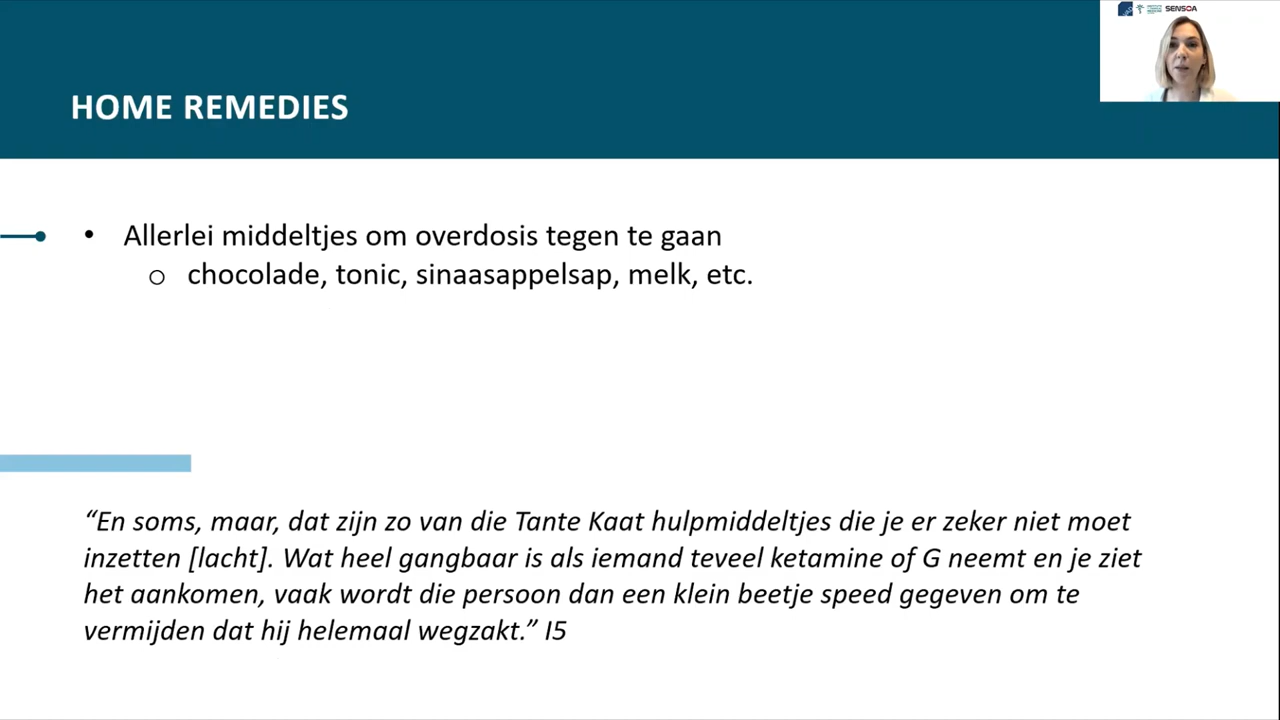 SENSOA
HOME REMEDIES
• Allerlei middeltjes om overdosis tegen te gaan
o chocolade, tonic, sinaasappelsap, melk, etc.
“En soms, maar, dat zijn zo van die Tante Kaat hulpmiddeltjes die je er zeker niet moet
inzetten [lacht]. Wat heel gangbaar is als iemand teveel ketamine of G neemt en je ziet
het aankomen, vaak wordt die persoon dan een klein beetje speed gegeven om te
vermijden dat hij helemaal wegzakt.” I5